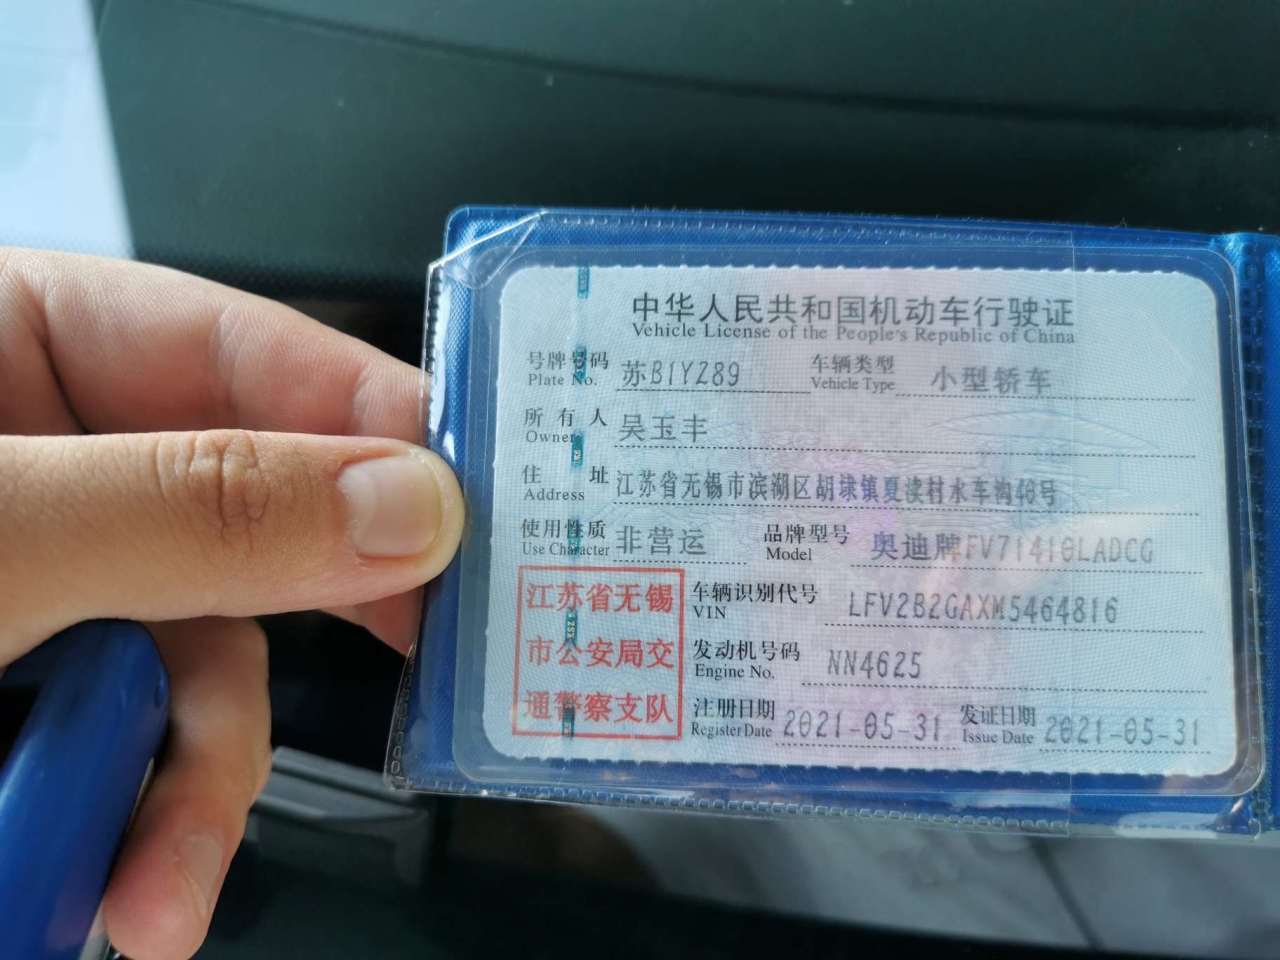 中华人民共和国机动车行驶证
Vehicle License of the People's Republic of China
号牌号码 苏B1YZ89 车辆类型 小型轿车
Plate No. Vehicle Type
所有人 吴玉丰
Owner
住址 江苏省无锡市滨湖区胡埭镇夏渎村水车沟40号
Address
使用性质 非营运 品牌型号 奥迪牌FV7141LADCG
Use Character Model
江苏省无锡
市公安局交
通警察支队
车辆识别代号 LFV2B2GAXM5464816
VIN
发动机号码 NN4625
Engine No.
注册日期 2021-05-31 发证日期 2021-05-31
Register Date Issue Date